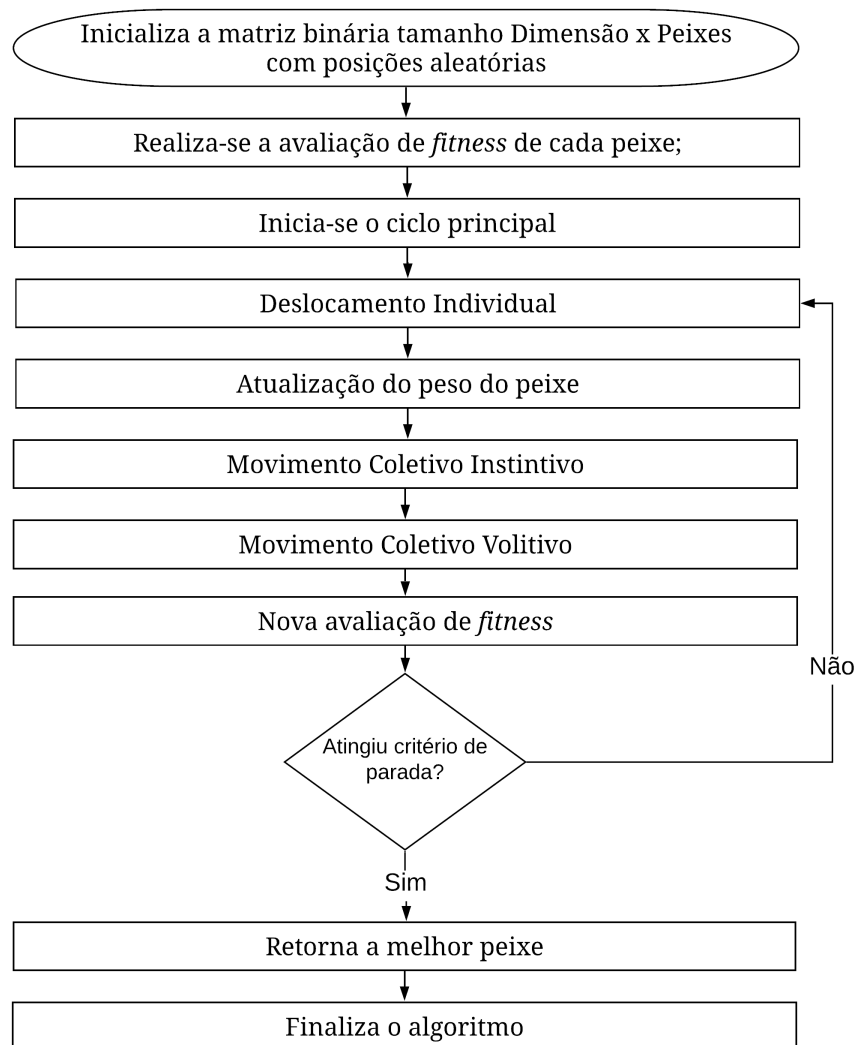 Inicializa a matriz binária tamanho Dimensão x Peixes
com posições aleatórias
Realiza-se a avaliação de fitness de cada peixe;
Inicia-se o ciclo principal
Deslocamento Individual
Atualização do peso do peixe
Movimento Coletivo Instintivo
Movimento Coletivo Volitivo
Nova avaliação de fitness
Não
Atingiu critério de
parada?
Sim
Retorna a melhor peixe
Finaliza o algoritmo